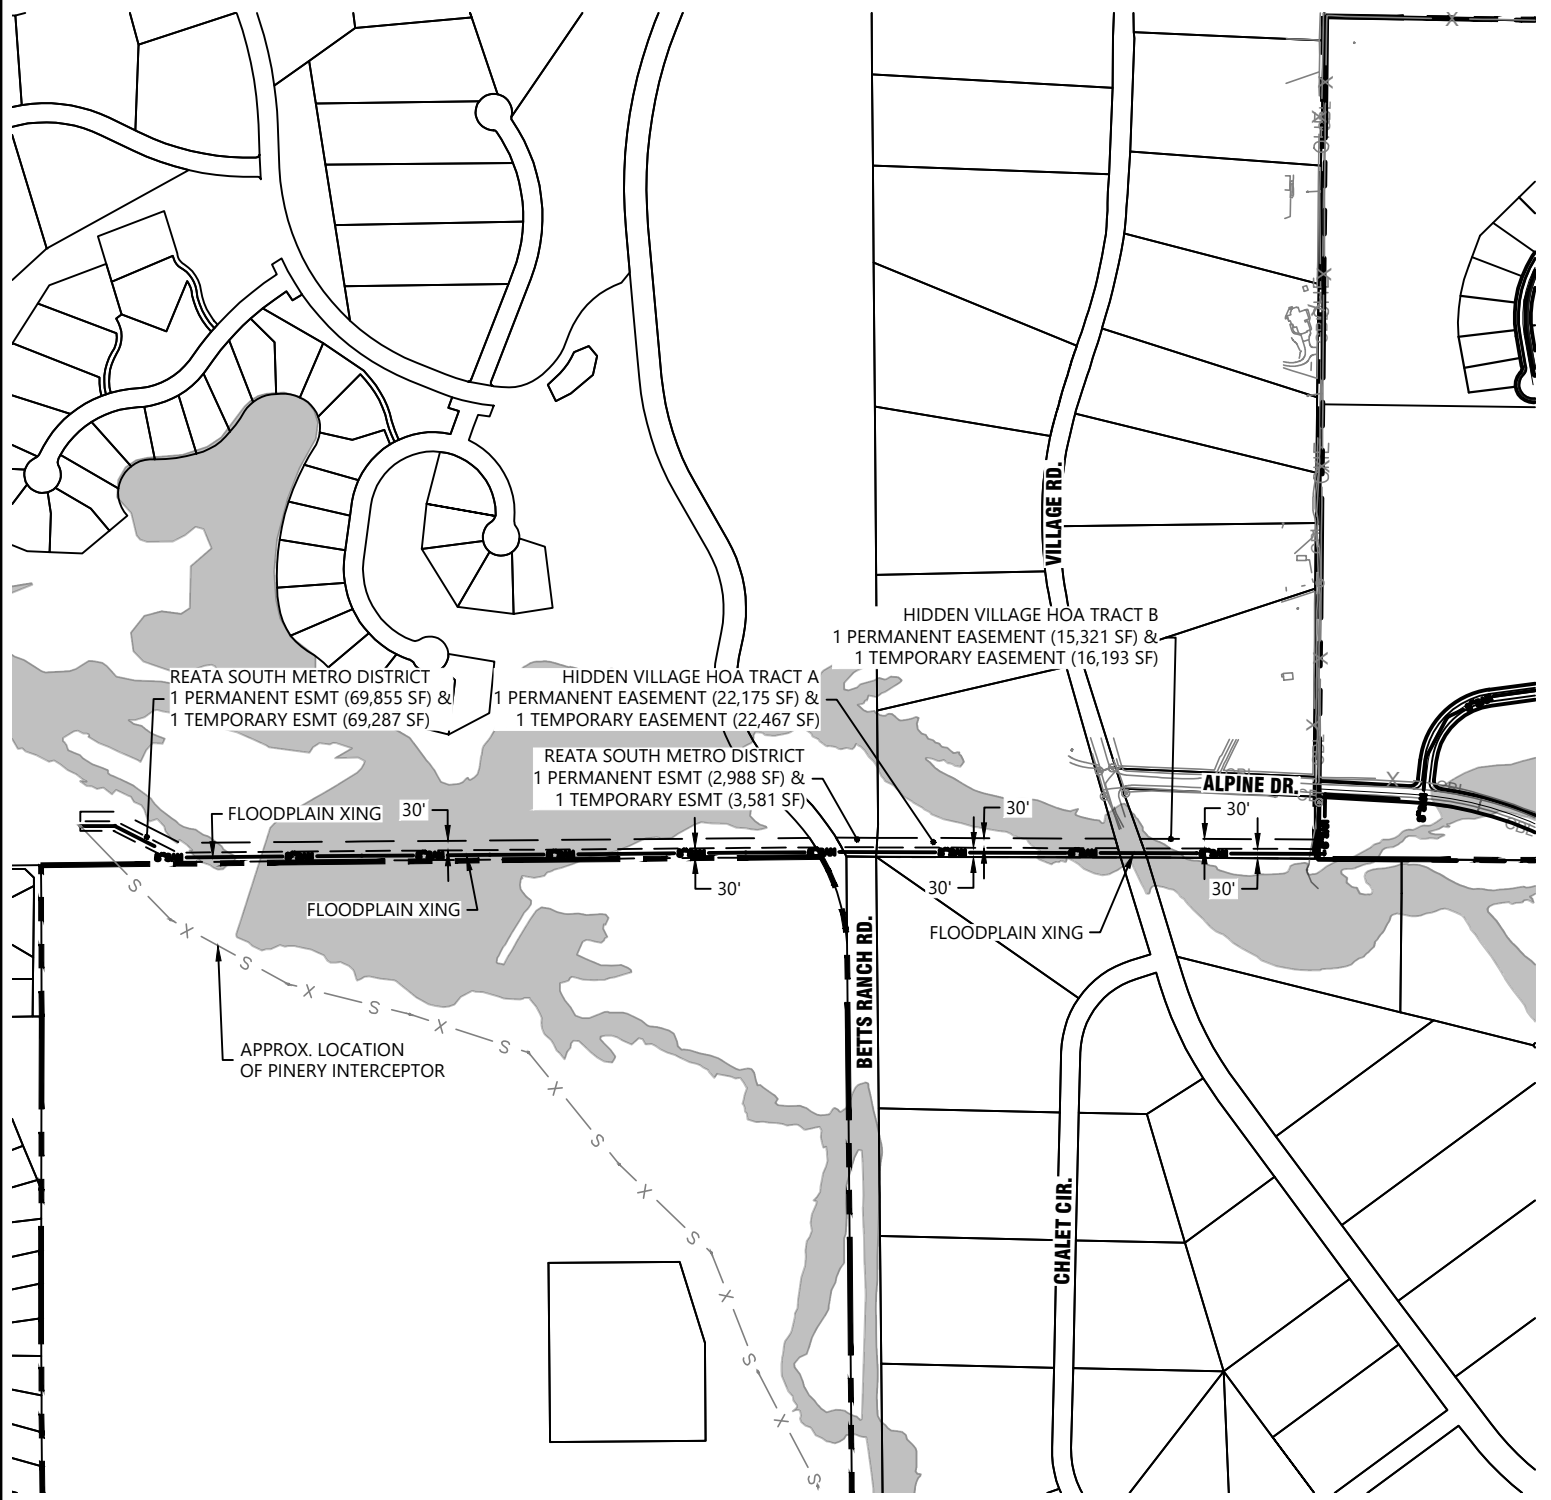 VILLAGE RD.
HIDDEN VILLAGE HOA TRACT B
1 PERMANENT EASEMENT (15,321 SF) &
1 TEMPORARY EASEMENT (16,193 SF)
REATA SOUTH METRO DISTRICT
1 PERMANENT ESMT (69,855 SF) &
1 TEMPORARY ESMT (69,287 SF)
HIDDEN VILLAGE HOA TRACT A
1 PERMANENT EASEMENT (22,175 SF) &
1 TEMPORARY EASEMENT (22,467 SF)
REATA SOUTH METRO DISTRICT
1 PERMANENT ESMT (2,988 SF) &
1 TEMPORARY ESMT (3,581 SF)
ALPINE DR.
FLOODPLAIN XING
30'
30'
30'
30'
30'
30'
FLOODPLAIN XING
FLOODPLAIN XING
BETTS RANCH RD.
APPROX. LOCATION
OF PINERY INTERCEPTOR
CHALET CIR.
S
X
S
X
S
X
S
X
S
X
S
X
S
X
S